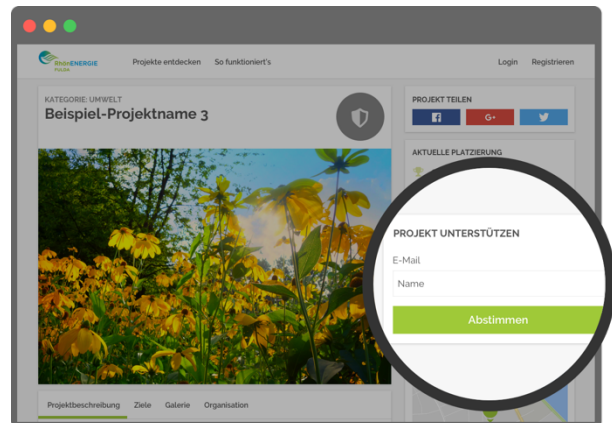 RhönENERGIE
FULDA
Projekte entdecken
So funktioniert's
Login
Registrieren
KATEGORIE: UMWELT
Beispiel-Projektname 3
PROJEKT TEILEN
G+
AKTUELLE PLATZIERUNG
PROJEKT UNTERSTÜTZEN
E-Mail
Name
Abstimmen
Projektbeschreibung
Ziele
Galerie
Organisation